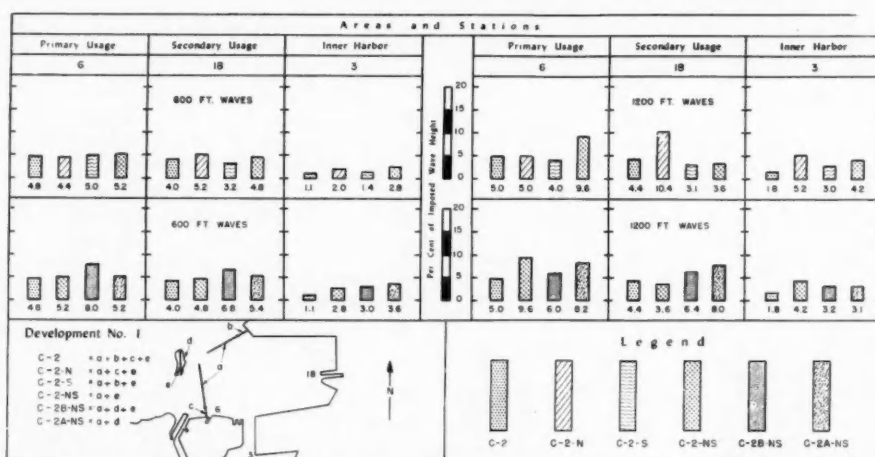 Areas and Stations
Primary Usage Secondary Usage Inner Harbor Primary Usage Secondary Usage Inner Harbor
6 18 3 6 18 3
Per Cent of Imposed Wave Height
20
15
10
5
0
600 FT. WAVES 1200 FT. WAVES
4.8 4.4 5.0 5.2 4.0 5.2 3.2 4.8 1.1 2.0 1.4 2.8 5.0 5.0 4.0 9.6 4.4 10.4 3.1 3.6 1.8 5.2 3.0 4.2
20
15
10
5
0
600 FT WAVES 1200 FT WAVES
4.8 5.2 8.0 5.2 4.0 4.8 6.8 5.4 1.1 2.8 3.0 3.6 5.0 9.6 6.0 8.2 4.4 3.6 6.4 8.0 1.8 4.2 3.2 3.1
Development No. 1
C-2 = a+b+c+e
C-2-N = a+c+e
C-2-S = a+b+e
C-2-NS = a+e
C-2B-NS = a+d+e
C-2A-NS = a+d
d
b
a
e
18
c
6
3
N
Legend
C-2 C-2-N C-2-S C-2-NS C-2B-NS C-2A-NS